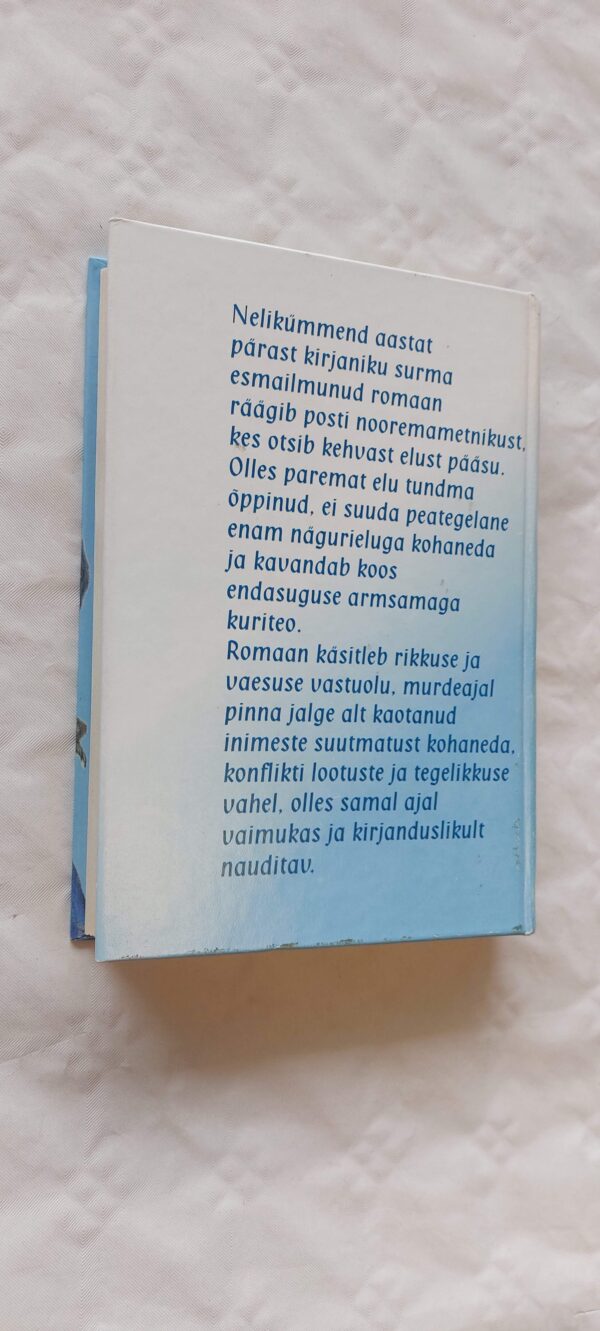 Nelikümmend aastat
pärast kirjaniku surma
esmailmunud romaan
räägib posti nooremametnikust,
kes otsib kehvast elust pääsu.
Olles paremat elu tundma
õppinud, ei suuda peategelane
enam nägurieluga kohaneda
ja kavandab koos
endasuguse armsamaga
kuriteo.
Romaan käsitleb rikkuse ja
vaesuse vastuolu, murdeajal
pinna jalge alt kaotanud
inimeste suutmatust kohaneda,
konflikti lootuste ja tegelikkuse
vahel, olles samal ajal
vaimukas ja kirjanduslikult
nauditav.